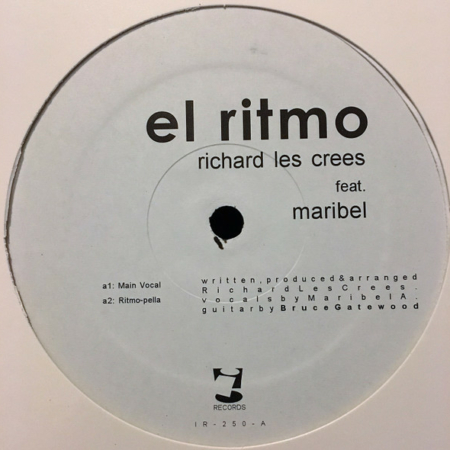 el ritmo
richard les crees
feat.
maribel
a1: Main Vocal
a2: Ritmo-pella
written, produced & arranged
Richard Les Crees.
vocals by Maribel A.
guitar by Bruce Gatewood
RECORDS
IR-250-A